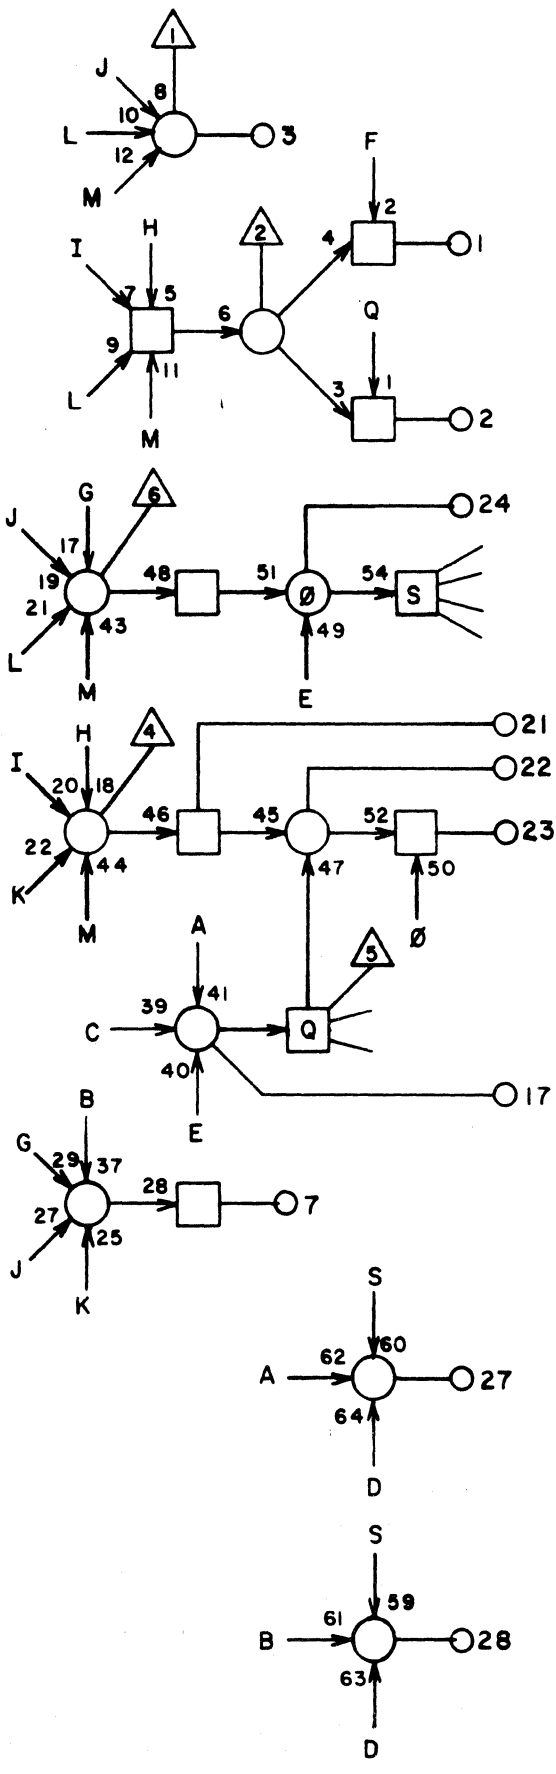 1
J
8
10
L
3
12
M
F
2
H
2
4
1
I
7
5
6
Q
9
11
3
1
L
2
M
G
6
J
24
17
48
51
54
19
Ø
S
21
43
49
L
M
E
H
4
21
I
22
20
18
46
45
52
23
22
44
47
50
K
M
Ø
A
5
41
39
C
Q
40
17
E
B
G
29
37
28
7
27
25
J
K
S
60
62
A
27
64
D
S
59
61
B
28
63
D